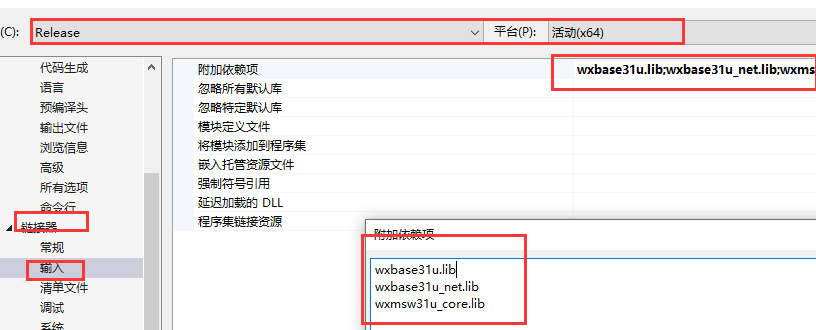 (C):
Release
平台(P):
活动(x64)
代码生成
语言
预编译头
输出文件
浏览信息
高级
所有选项
命令行
链接器
常规
输入
清单文件
调试
系统
附加依赖项
wxbase31u.lib;wxbase31u_net.lib;wxms
忽略所有默认库
忽略特定默认库
模块定义文件
将模块添加到程序集
嵌入托管资源文件
强制符号引用
延迟加载的 DLL
程序集链接资源
附加依赖项
wxbase31u.lib
wxbase31u_net.lib
wxmsw31u_core.lib